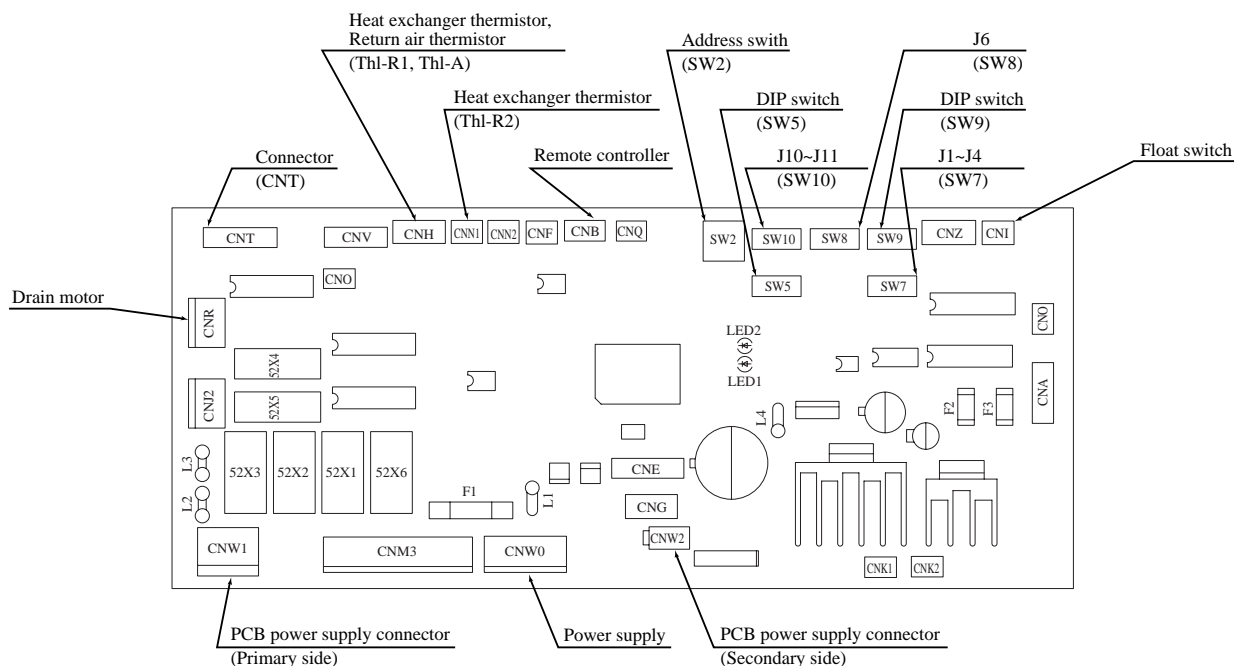 Heat exchanger thermistor,
Return air thermistor
(Thl-R1, Thl-A)
Address swith
(SW2)
J6
(SW8)
Heat exchanger thermistor
(Thl-R2)
DIP switch
(SW5)
DIP switch
(SW9)
Connector
(CNT)
Remote controller
J10~J11
(SW10)
J1~J4
(SW7)
Float switch
CNT
CNV
CNH
CNN1
CNN2
CNF
CNB
CNQ
SW2
SW10
SW8
SW9
CNZ
CNI
CNO
SW5
SW7
Drain motor
CNR
CNO
LED2
LED1
52X4
CNJ2
52X5
L4
F2
F3
CNA
L3
L2
52X3
52X2
52X1
52X6
F1
L1
CNE
CNG
CNW1
CNM3
CNW0
CNW2
CNK1
CNK2
PCB power supply connector
(Primary side)
Power supply
PCB power supply connector
(Secondary side)